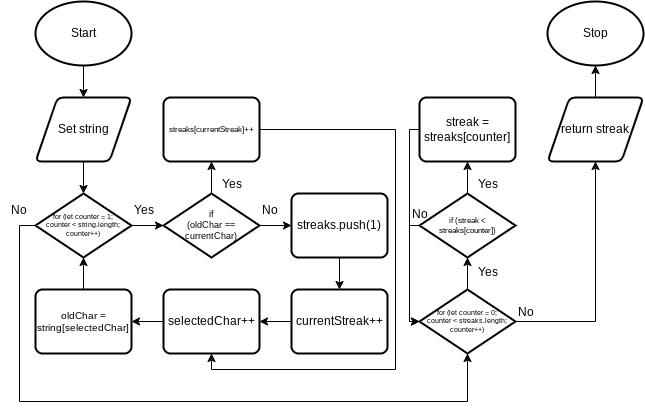 Start
Stop
Set string
streaks[currentStreak]++
streak =
streaks[counter]
return streak
Yes
Yes
No
Yes
No
No
for (let counter = 1;
counter < string.length;
counter++)
if
(oldChar ==
currentChar)
streaks.push(1)
if (streak <
streaks[counter])
Yes
oldChar =
string[selectedChar]
selectedChar++
currentStreak++
for (let counter = 0;
counter < streaks.length;
counter++)
No